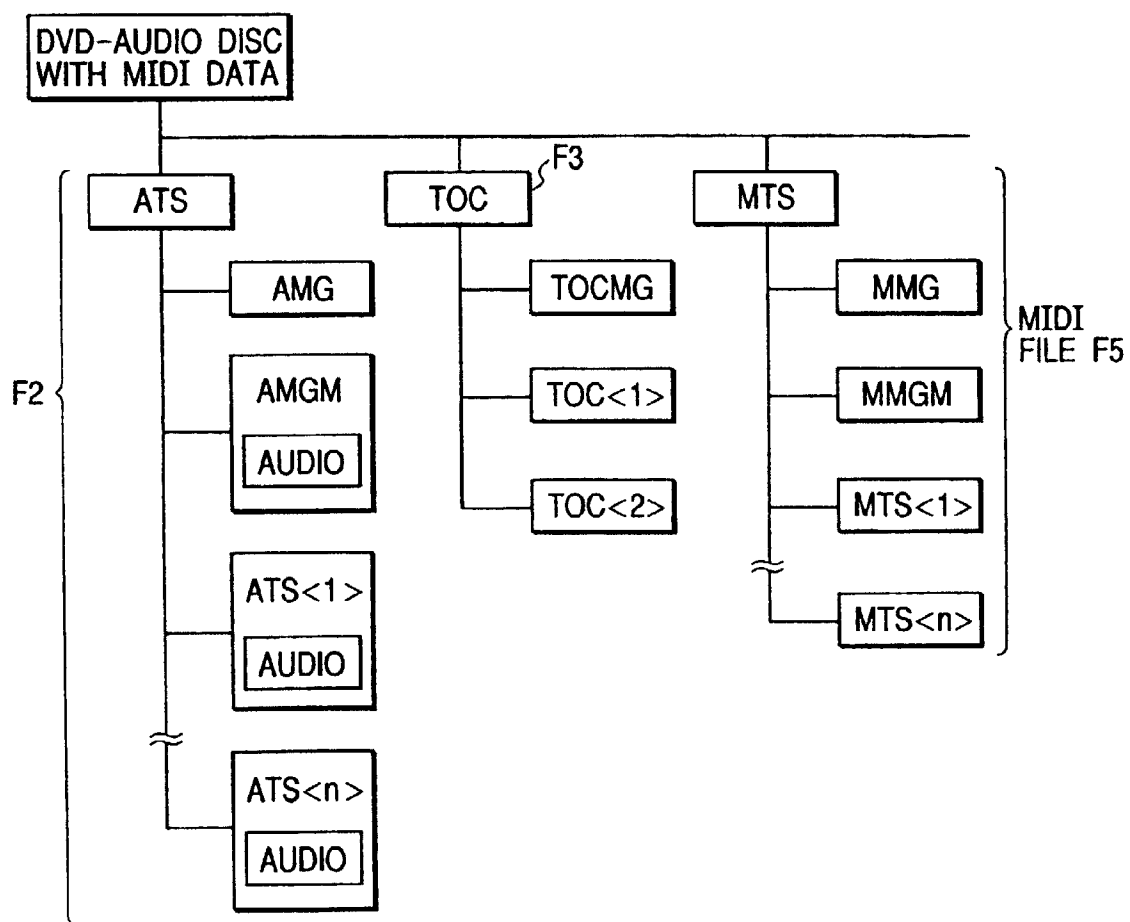 DVD-AUDIO DISC
WITH MIDI DATA
F3
ATS
TOC
MTS
AMG
TOCMG
MMG
MIDI
FILE F5
F2
AMGM
AUDIO
TOC<1>
MMGM
TOC<2>
MTS<1>
ATS<1>
AUDIO
MTS<n>
ATS<n>
AUDIO